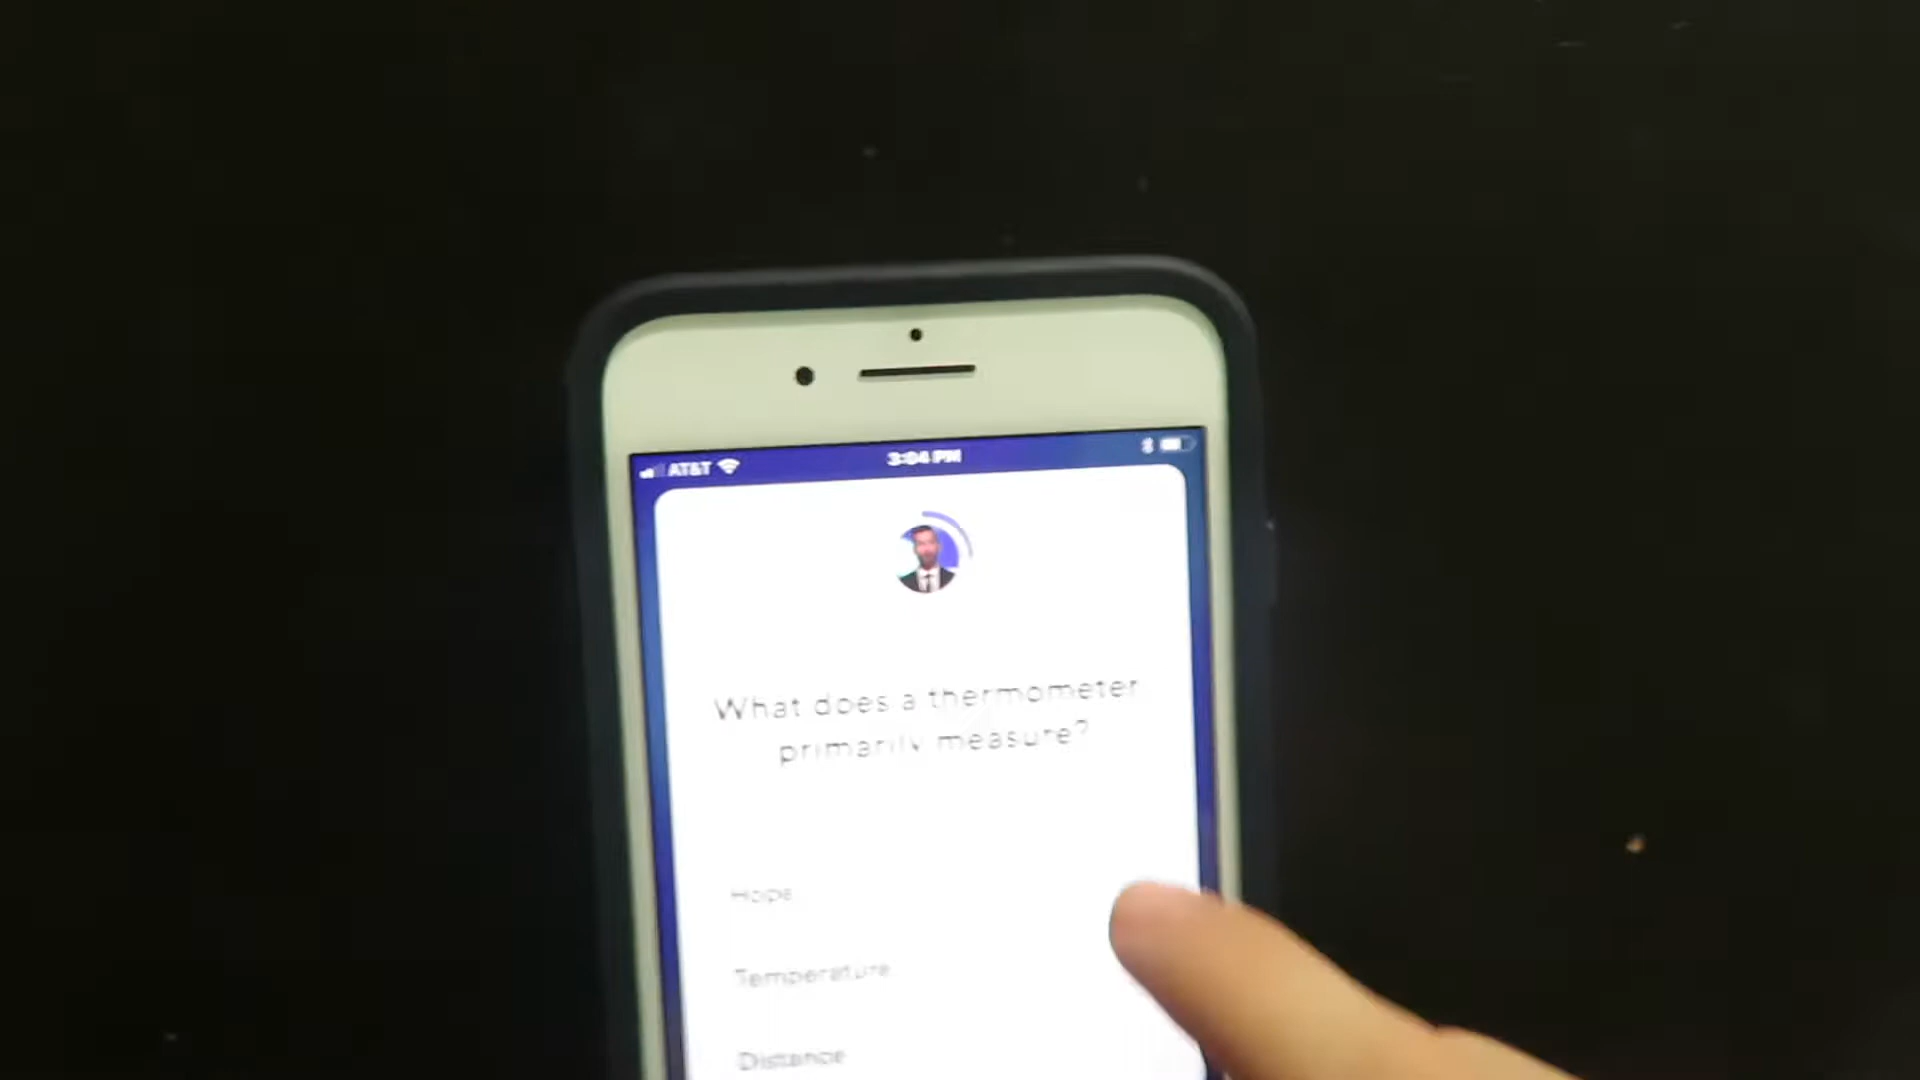 AT&T 3:04 PM
What does a thermometer
primarily measure?
Hope
Temperature
Distance